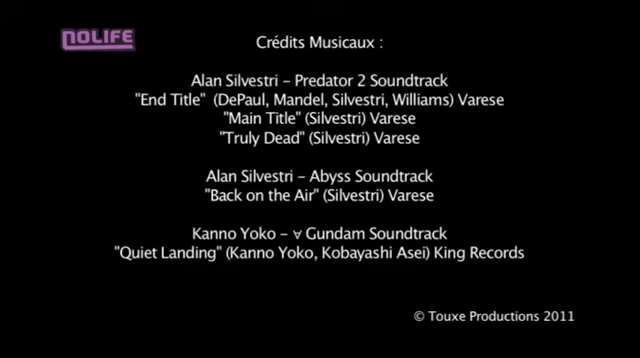 NOLIFE
Crédits Musicaux :
Alan Silvestri – Predator 2 Soundtrack
"End Title"  (DePaul, Mandel, Silvestri, Williams) Varese
"Main Title" (Silvestri) Varese
"Truly Dead" (Silvestri) Varese
Alan Silvestri – Abyss Soundtrack
"Back on the Air" (Silvestri) Varese
Kanno Yoko – ∀ Gundam Soundtrack
"Quiet Landing" (Kanno Yoko, Kobayashi Asei) King Records
© Touxe Productions 2011